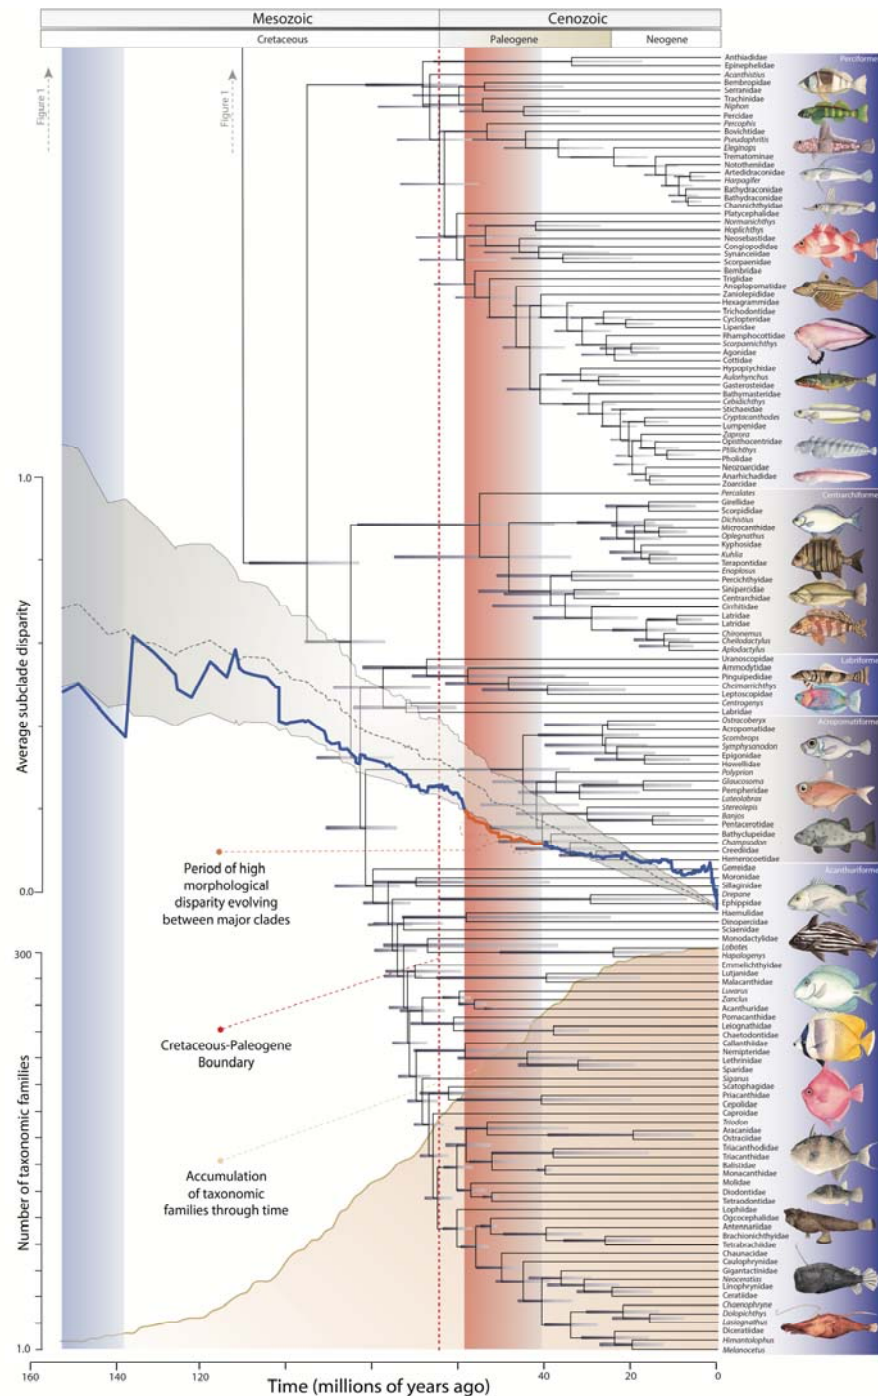 Mesozoic
Cenozoic
Cretaceous
Paleogene
Neogene
Figure 1
Figure 1
Perciformes
Anthiadidae
Epinephelidae
Acanthistius
Bembropidae
Serranidae
Trachinidae
Niphon
Percidae
Percophis
Bovichtidae
Pseudaphritis
Eleginops
Trematominae
Nototheniidae
Artedidraconidae
Harpagifer
Bathydraconidae
Bathydraconidae
Channichthyidae
Platycephalidae
Normanichthys
Hoplichthys
Neosebastidae
Congiopodidae
Synanceiidae
Scorpaenidae
Bembridae
Triglidae
Anoplopomatidae
Zaniolepididae
Hexagrammidae
Trichodontidae
Cyclopteridae
Liperidae
Rhamphocottidae
Scorpaenichthys
Agonidae
Cottidae
Hypoptychidae
Aulorhynchus
Gasterosteidae
Bathymasteridae
Cebidichthys
Stichaeidae
Cryptacanthodes
Lumpenidae
Zaprora
Opisthocentridae
Ptilichthys
Pholidae
Neozoarcidae
Anarhichadidae
Zoarcidae
Centrarchiformes
Percalates
Girellidae
Scorpididae
Dichistius
Microcanthidae
Oplegnathus
Kyphosidae
Kuhlia
Terapontidae
Enoplosus
Percichthyidae
Sinipercidae
Centrarchidae
Cirrhitidae
Latridae
Latridae
Chironemus
Cheilodactylus
Aplodactylus
Labriformes
Uranoscopidae
Ammodytidae
Pinguipedidae
Cheimarrichthys
Leptoscopidae
Centrogenys
Labridae
Acropomatiformes
Ostracoberyx
Acropomatidae
Scombrops
Symphysanodon
Epigonidae
Howellidae
Polyprion
Glaucosoma
Pempheridae
Lateolabrax
Stereolepis
Banjos
Pentacerotidae
Bathyclupeidae
Champsodon
Creediidae
Hemerocoetidae
Acanthuriformes
Gerreidae
Moronidae
Sillaginidae
Drepane
Ephippidae
Haemulidae
Dinopercidae
Sciaenidae
Monodactylidae
Lobotes
Hapalogenys
Emmelichthyidae
Lutjanidae
Malacanthidae
Luvarus
Zanclus
Acanthuridae
Pomacanthidae
Leiognathidae
Chaetodontidae
Callanthiidae
Nemipteridae
Lethrinidae
Sparidae
Siganus
Scatophagidae
Priacanthidae
Cepolidae
Caproidae
Triodon
Aracanidae
Ostraciidae
Triacanthodidae
Triacanthidae
Balistidae
Monacanthidae
Molidae
Diodontidae
Tetraodontidae
Lophiidae
Ogcocephalidae
Antennariidae
Brachionichthyidae
Tetrabrachiidae
Chaunacidae
Caulophrynidae
Gigantactinidae
Neoceratias
Linophrynidae
Ceratiidae
Chaenophryne
Dolopichthys
Lasiognathus
Diceratiidae
Himantolophus
Melanocetus
1.0
Average subclade disparity
0.0
Period of high
morphological
disparity evolving
between major clades
300
Cretaceous-Paleogene
Boundary
Number of taxonomic families
Accumulation
of taxonomic
families through time
1.0
160
140
120
40
20
0
Time (millions of years ago)